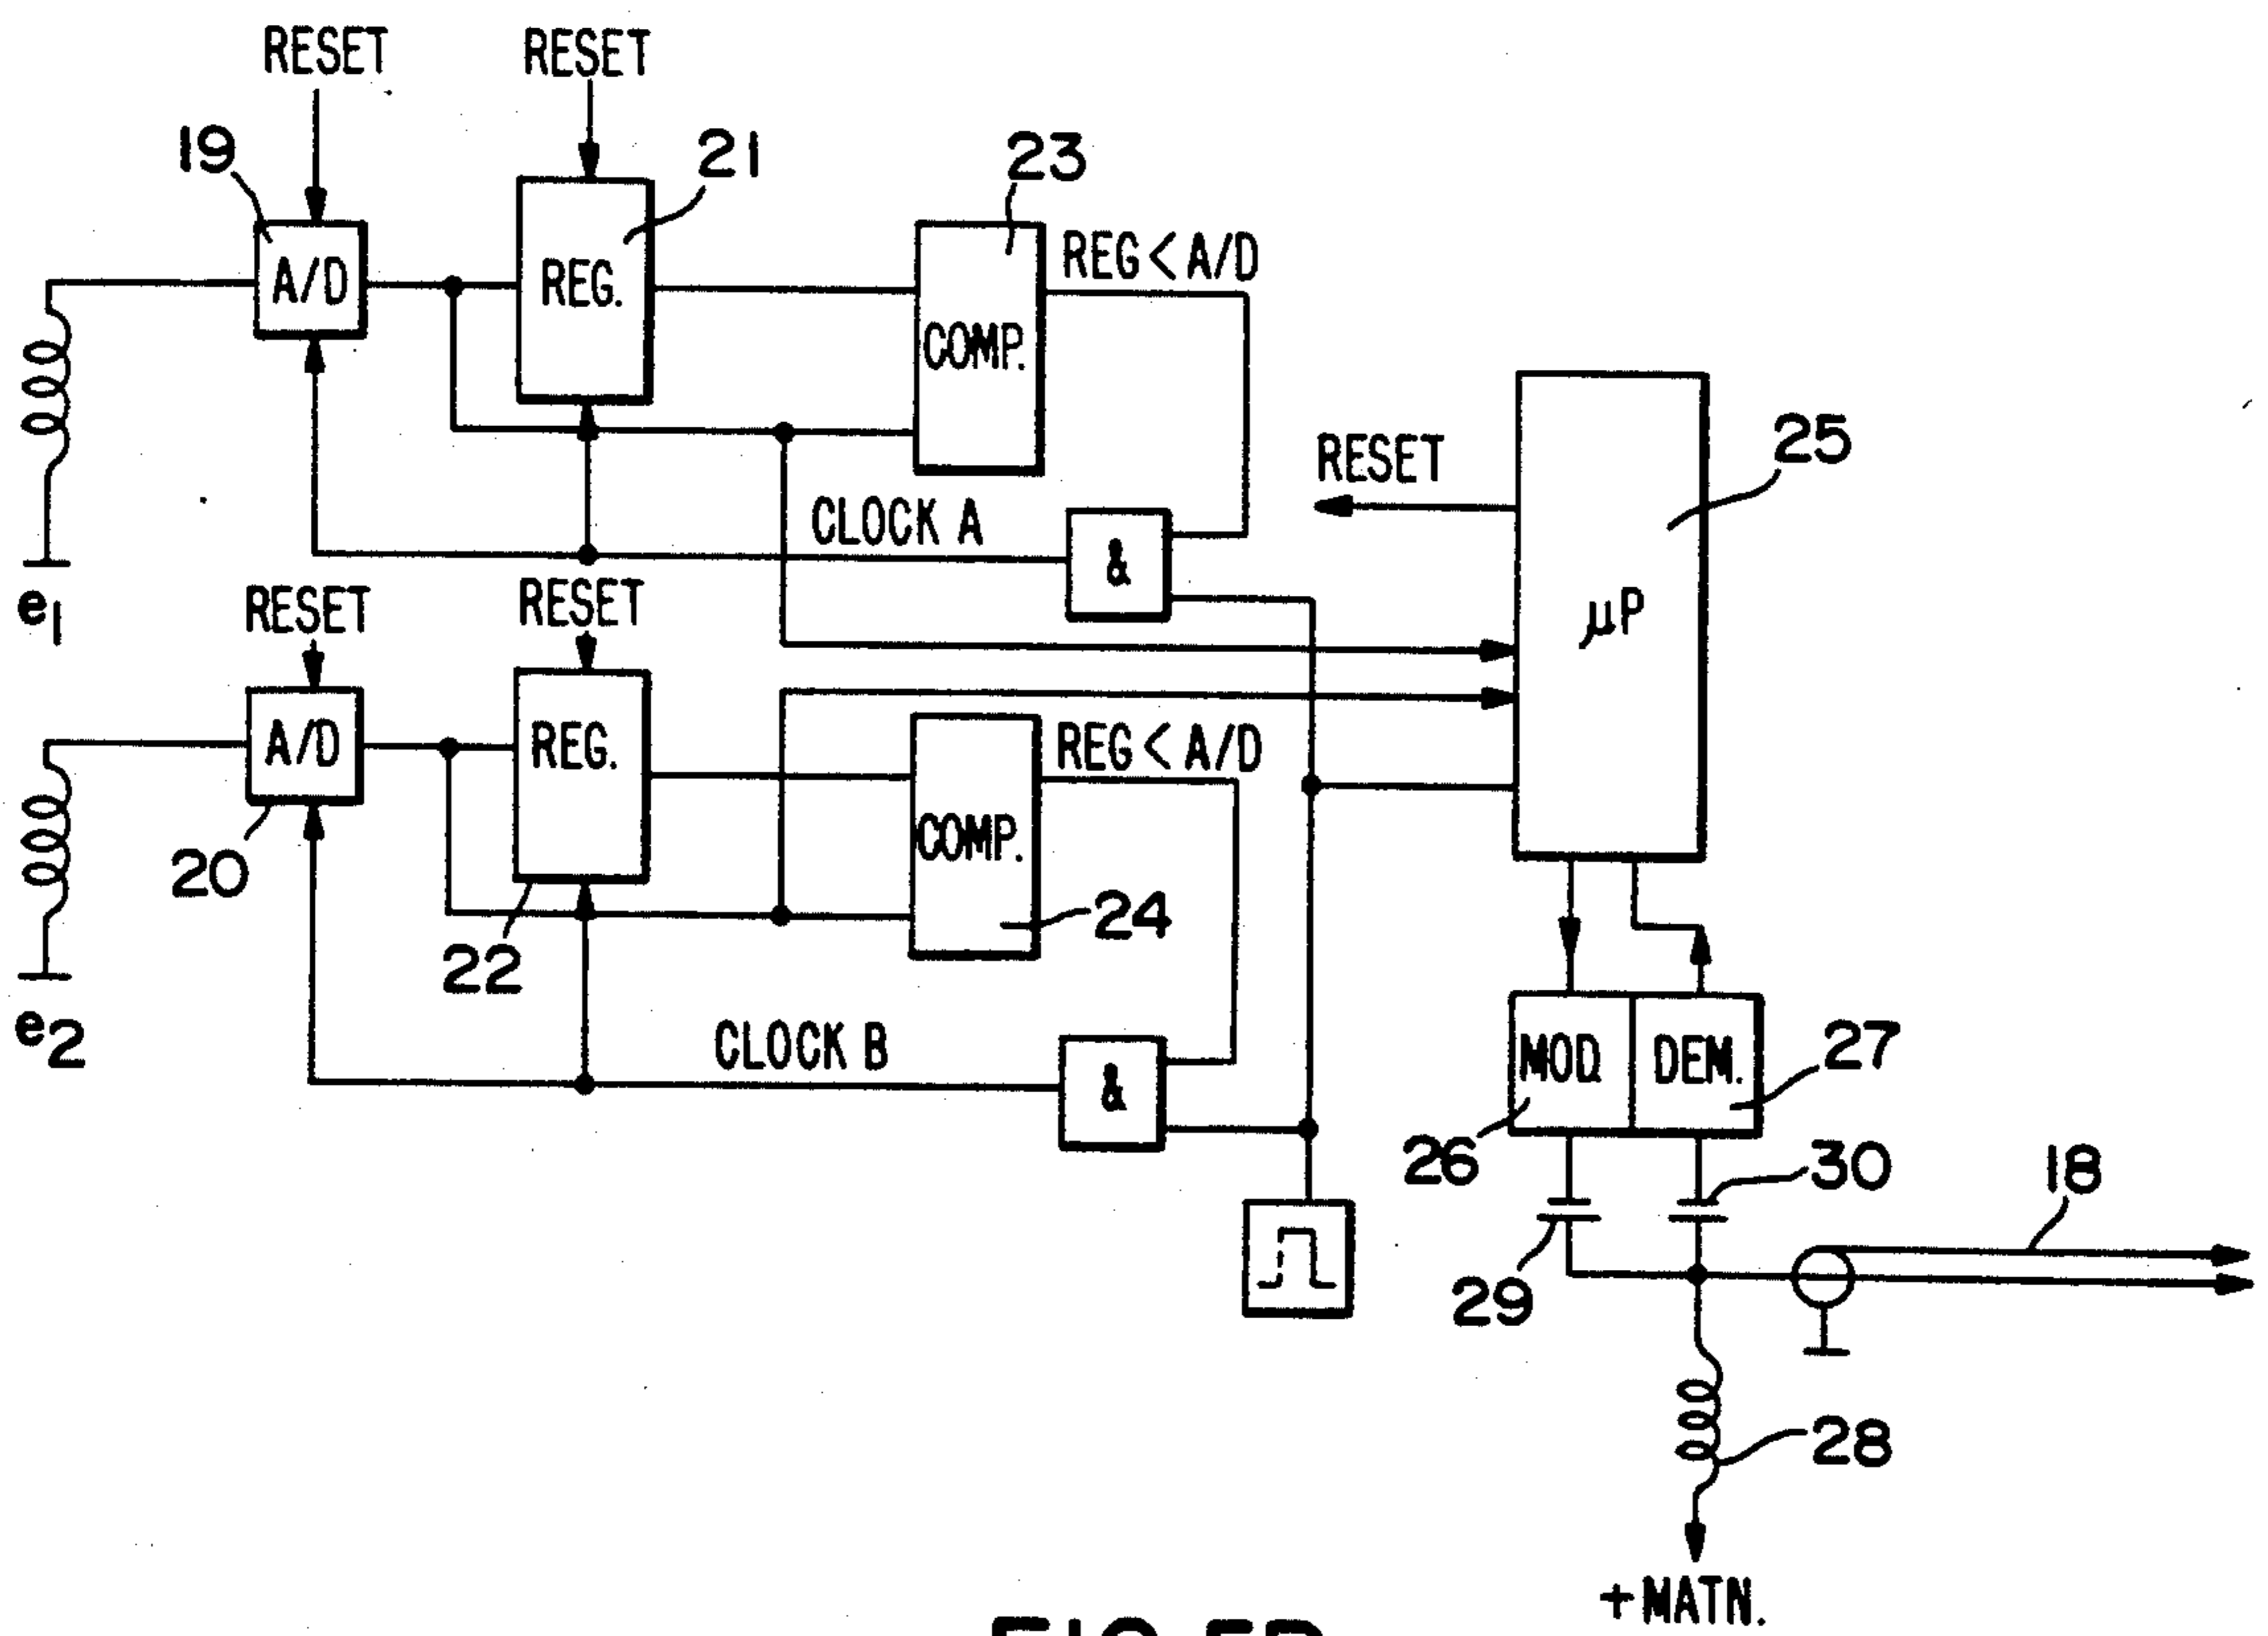 RESET
RESET
19
21
23
A/D
REG.
COMP.
REG < A/D
25
RESET
CLOCK A
&
μP
e1
RESET
RESET
A/D
REG.
COMP.
REG < A/D
20
22
24
CLOCK B
&
MOD.
DEM.
27
26
30
18
29
28
+MATN.